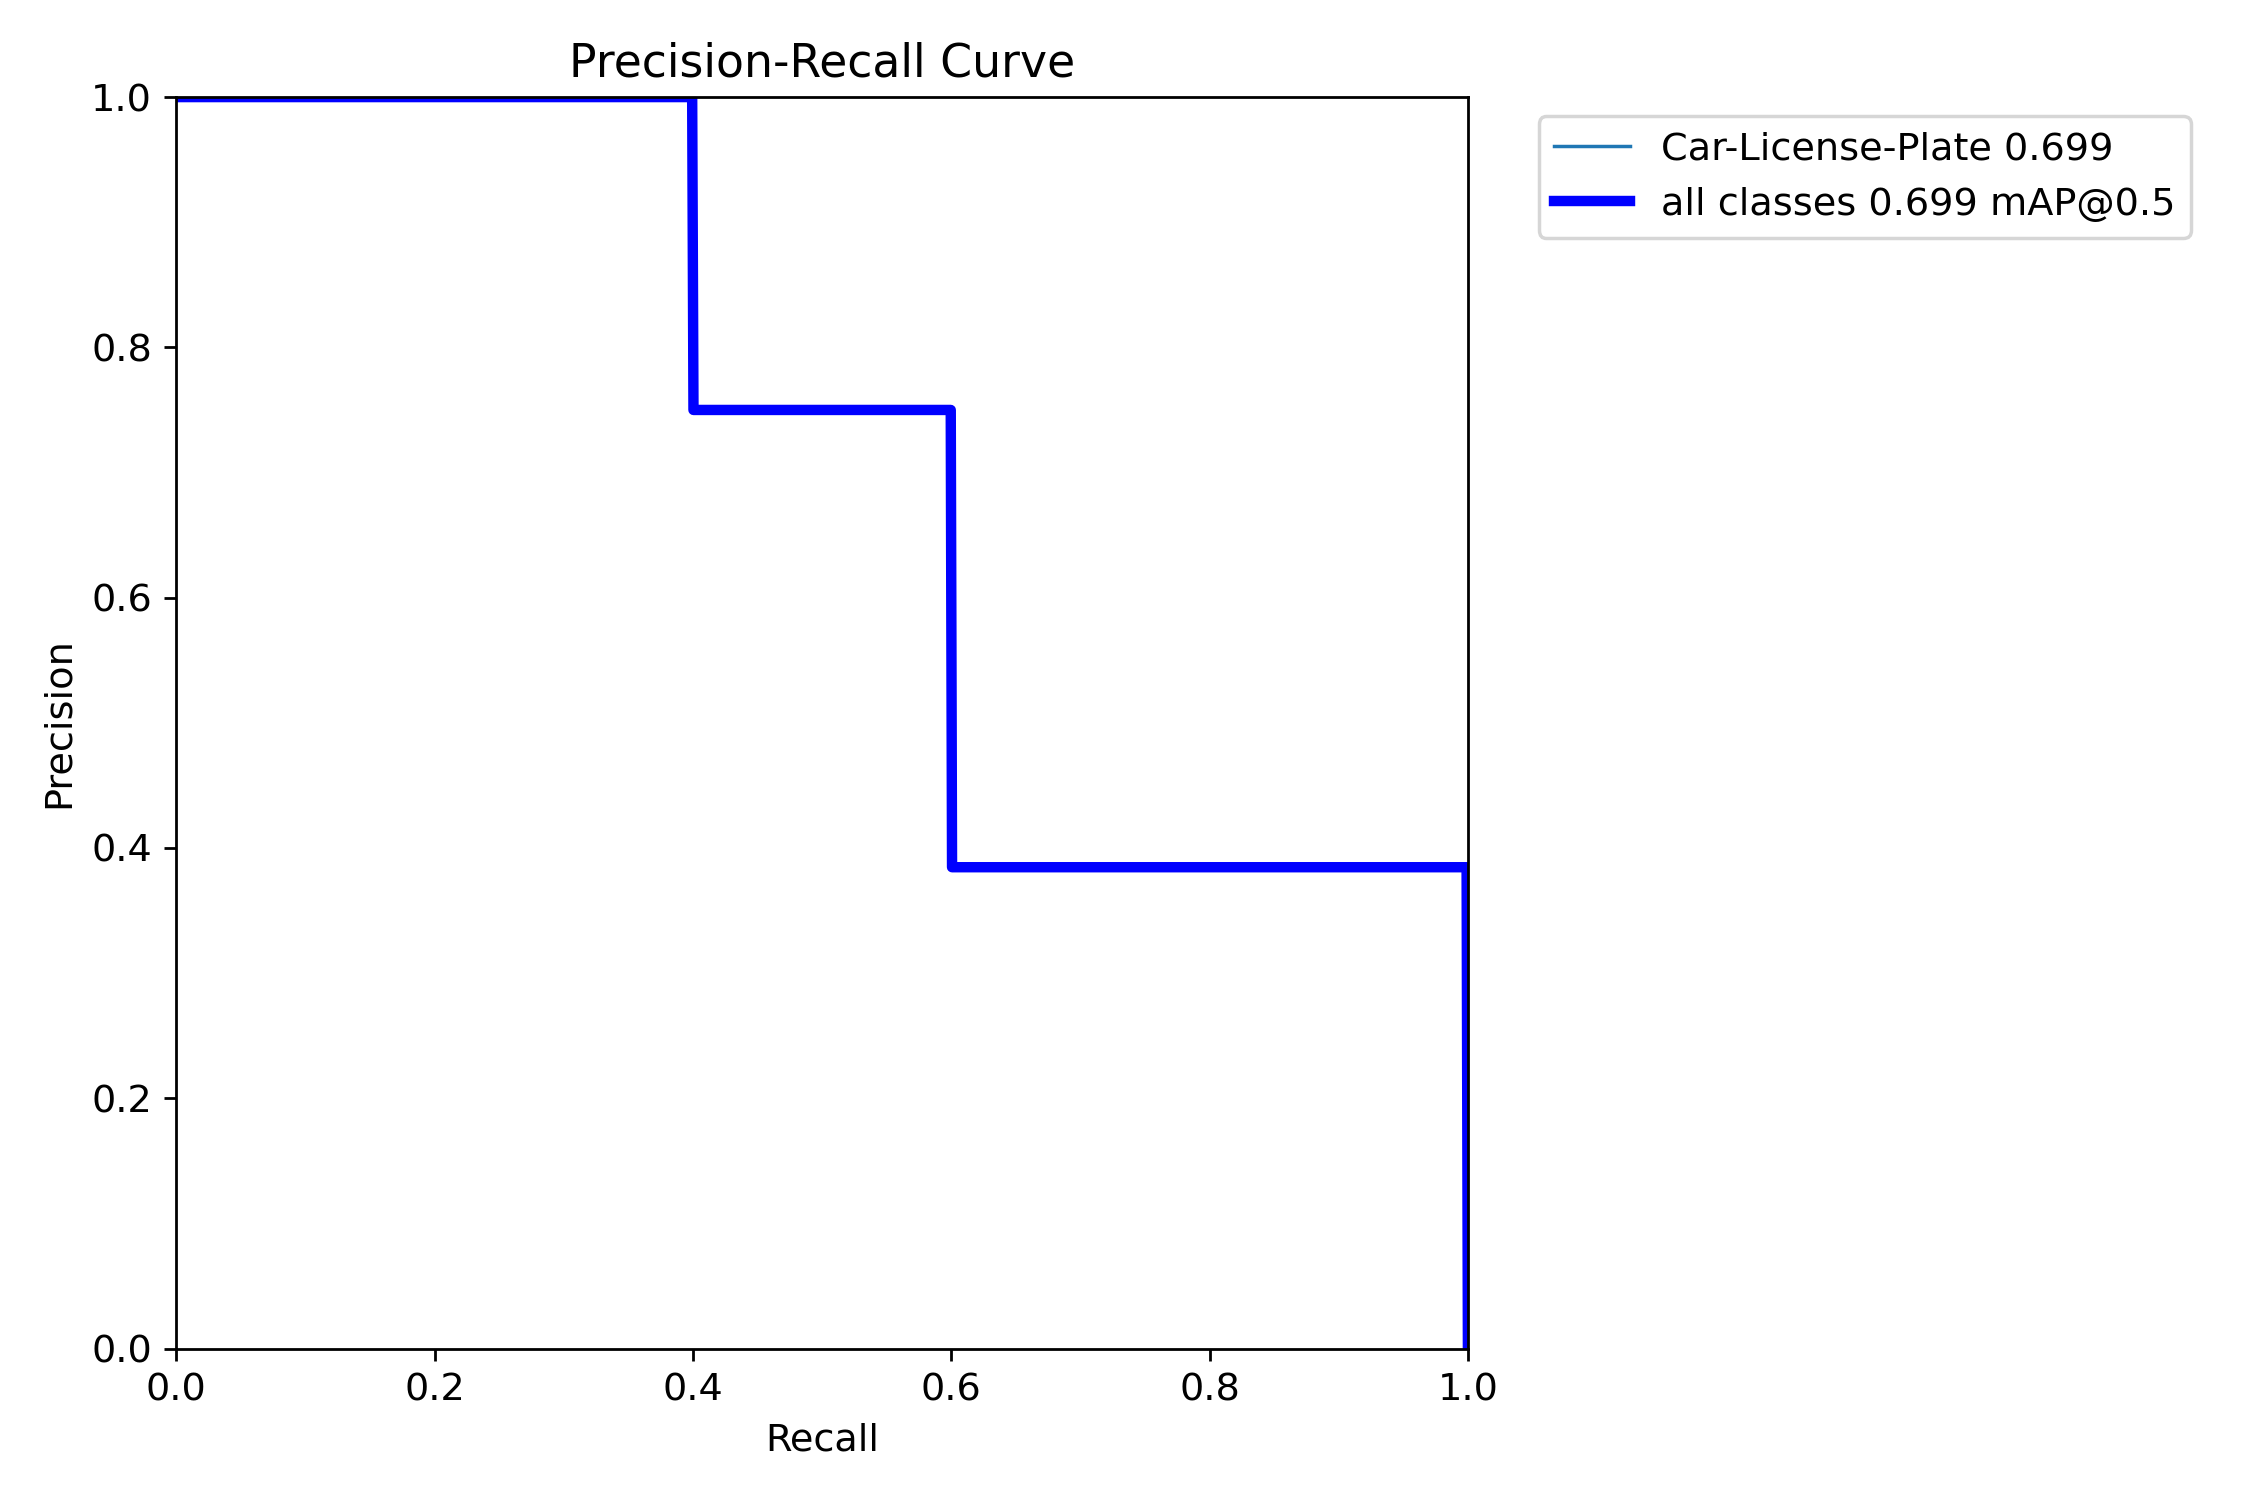 Precision-Recall Curve
Car-License-Plate 0.699
all classes 0.699 mAP@0.5
Precision
1.0
0.8
0.6
0.4
0.2
0.0
0.0 0.2 0.4 0.6 0.8 1.0
Recall